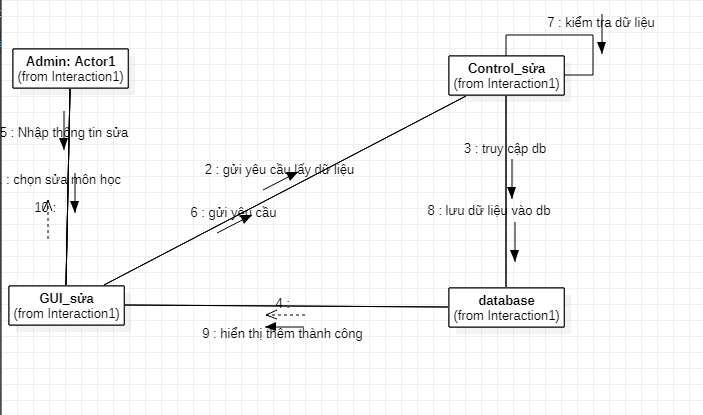 7 : kiểm tra dữ liệu
Admin: Actor1
(from Interaction1)
Control_sửa
(from Interaction1)
5 : Nhập thông tin sửa
3 : truy cập db
2 : gửi yêu cầu lấy dữ liệu
: chọn sửa môn học
10 :
6 : gửi yêu cầu
8 : lưu dữ liệu vào db
GUI_sửa
(from Interaction1)
4 :
database
(from Interaction1)
9 : hiển thị thêm thành công